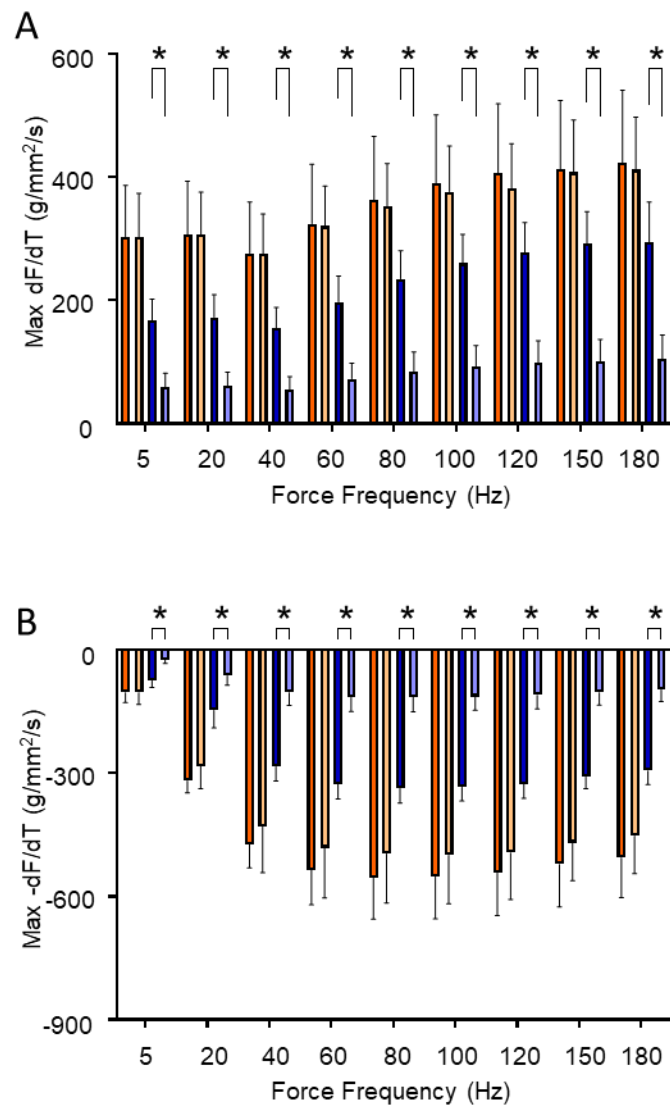 A
* * * * * * * * *
600
400
200
0
Max dF/dT (g/mm²/s)
5 20 40 60 80 100 120 150 180
Force Frequency (Hz)
B
* * * * * * * * *
0
-300
-600
-900
Max -dF/dT (g/mm²/s)
5 20 40 60 80 100 120 150 180
Force Frequency (Hz)